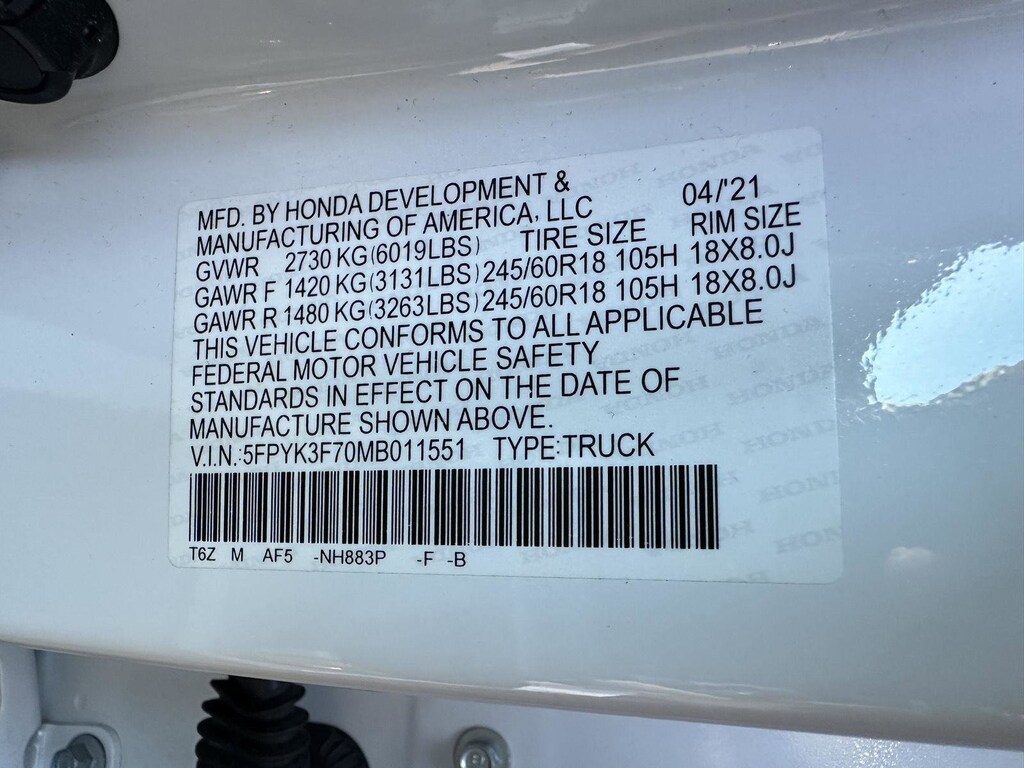 MFD. BY HONDA DEVELOPMENT & 04/'21
MANUFACTURING OF AMERICA, LLC
GVWR 2730 KG(6019LBS) TIRE SIZE RIM SIZE
GAWR F 1420 KG(3131LBS) 245/60R18 105H 18X8.0J
GAWR R 1480 KG(3263LBS) 245/60R18 105H 18X8.0J
THIS VEHICLE CONFORMS TO ALL APPLICABLE
FEDERAL MOTOR VEHICLE SAFETY
STANDARDS IN EFFECT ON THE DATE OF
MANUFACTURE SHOWN ABOVE.
V.I.N.:5FPYK3F70MB011551 TYPE:TRUCK
T6Z M AF5 -NH883P -F -B